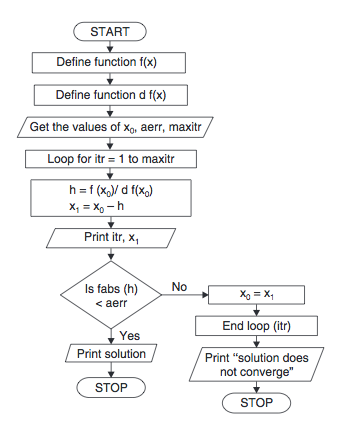 START
Define function f(x)
Define function d f(x)
Get the values of x₀, aerr, maxitr
Loop for itr = 1 to maxitr
h = f (x₀)/ d f(x₀)
x₁ = x₀ – h
Print itr, x₁
Is fabs (h)
< aerr
No
Yes
Print solution
STOP
x₀ = x₁
End loop (itr)
Print “solution does
not converge”
STOP